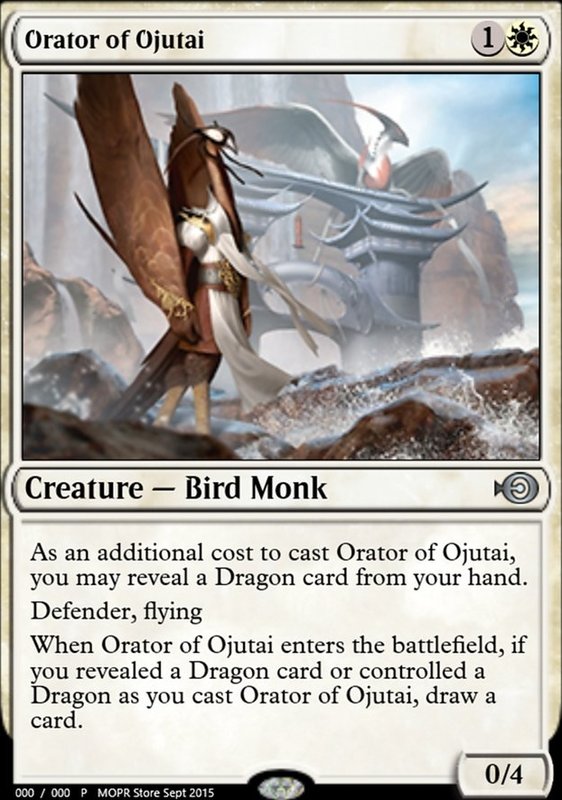 Orator of Ojutai
1
Creature — Bird Monk
As an additional cost to cast Orator of Ojutai,
you may reveal a Dragon card from your hand.
Defender, flying
When Orator of Ojutai enters the battlefield, if
you revealed a Dragon card or controlled a
Dragon as you cast Orator of Ojutai, draw a
card.
0/4
000 / 000 P MOPR Store Sept 2015